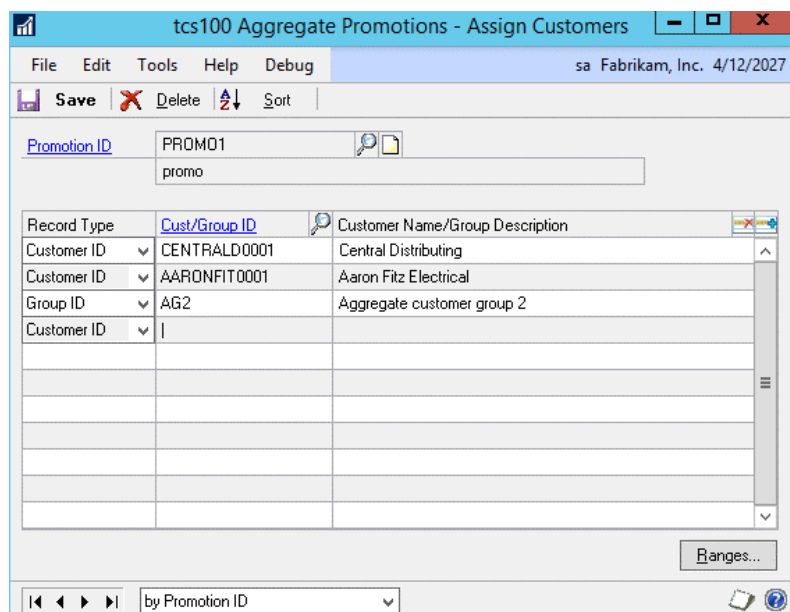 tcs100 Aggregate Promotions - Assign Customers
File Edit Tools Help Debug sa Fabrikam, Inc. 4/12/2027
Save Delete Sort
Promotion ID PROMO1
promo
Record Type Cust/Group ID Customer Name/Group Description
Customer ID CENTRALD0001 Central Distributing
Customer ID AARONFIT0001 Aaron Fitz Electrical
Group ID AG2 Aggregate customer group 2
Customer ID
Ranges...
by Promotion ID